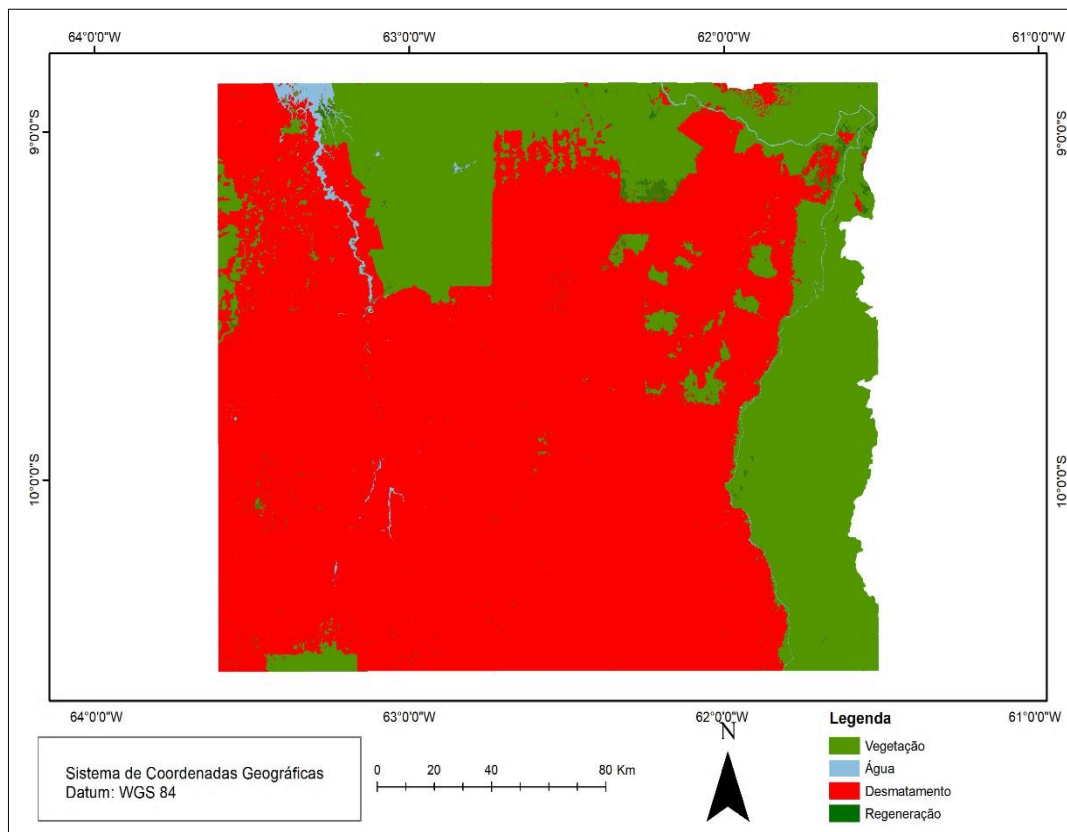 64°0'0"W 63°0'0"W 62°0'0"W 61°0'0"W
9°0'0"S 9°0'0"S
10°0'0"S 10°0'0"S
64°0'0"W 63°0'0"W 62°0'0"W 61°0'0"W
Sistema de Coordenadas Geográficas
Datum: WGS 84
0 20 40 80 Km
N
Legenda
Vegetação
Água
Desmatamento
Regeneração